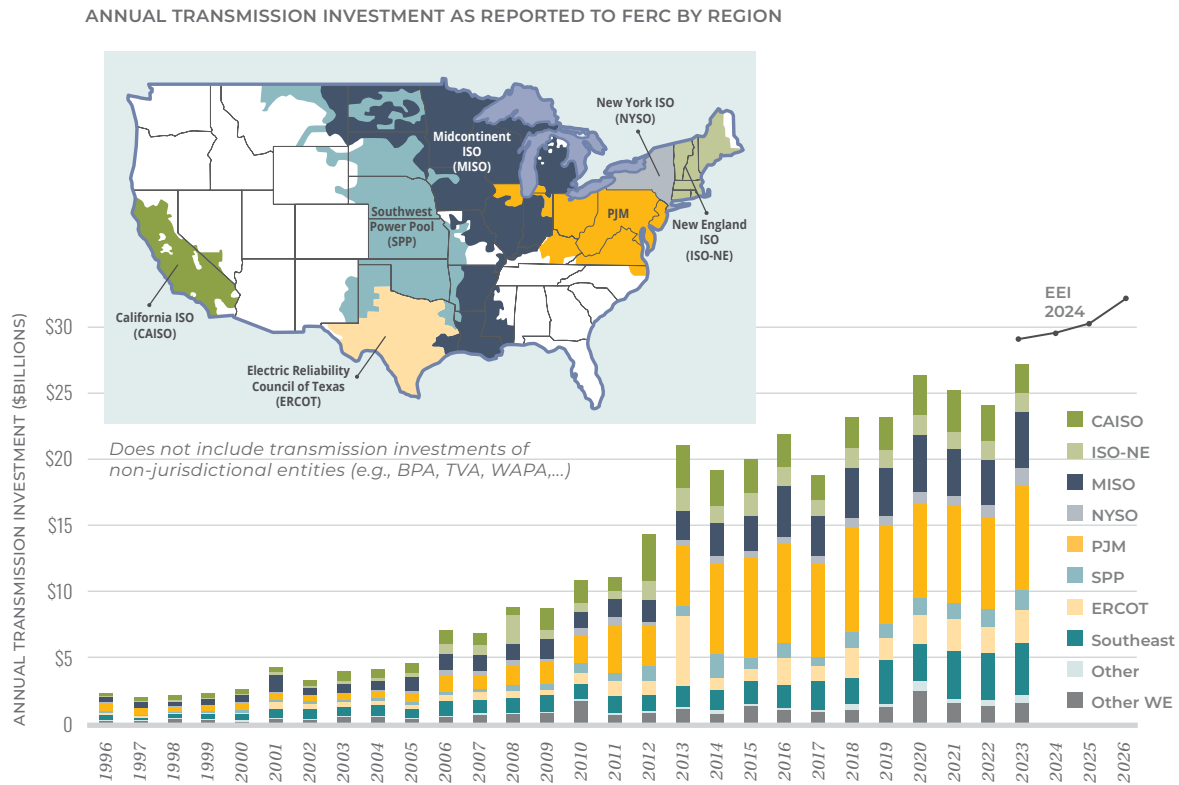 ANNUAL TRANSMISSION INVESTMENT AS REPORTED TO FERC BY REGION
New York ISO
(NYSO)
Midcontinent
ISO
(MISO)
Southwest
Power Pool
(SPP)
PJM
New England
ISO
(ISO-NE)
California ISO
(CAISO)
Electric Reliability
Council of Texas
(ERCOT)
Does not include transmission investments of
non-jurisdictional entities (e.g., BPA, TVA, WAPA,...)
EEI
2024
ANNUAL TRANSMISSION INVESTMENT ($BILLIONS)
$30
$25
$20
$15
$10
$5
0
CAISO
ISO-NE
MISO
NYSO
PJM
SPP
ERCOT
Southeast
Other
Other WE
1996
1997
1998
1999
2000
2001
2002
2003
2004
2005
2006
2007
2008
2009
2010
2011
2012
2013
2014
2015
2016
2017
2018
2019
2020
2021
2022
2023
2024
2025
2026